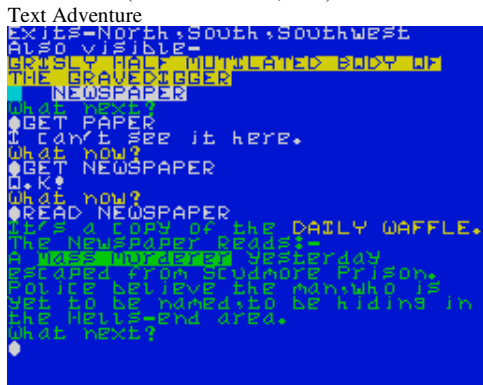 Text Adventure
Exits-North,South,Southwest
Also visible-
GRISLY HALF MUTILATED BODY OF
THE GRAVEDIGGER
NEWSPAPER
What next?
GET PAPER
I can't see it here.
What now?
GET NEWSPAPER
O.K!
What now?
READ NEWSPAPER
It's a copy of the DAILY WAFFLE.
The Newspaper Reads:-
A Mass Murderer yesterday
escaped from Scudmore Prison.
Police believe the man,who is
yet to be named,to be hiding in
the Hells-end area.
What next?